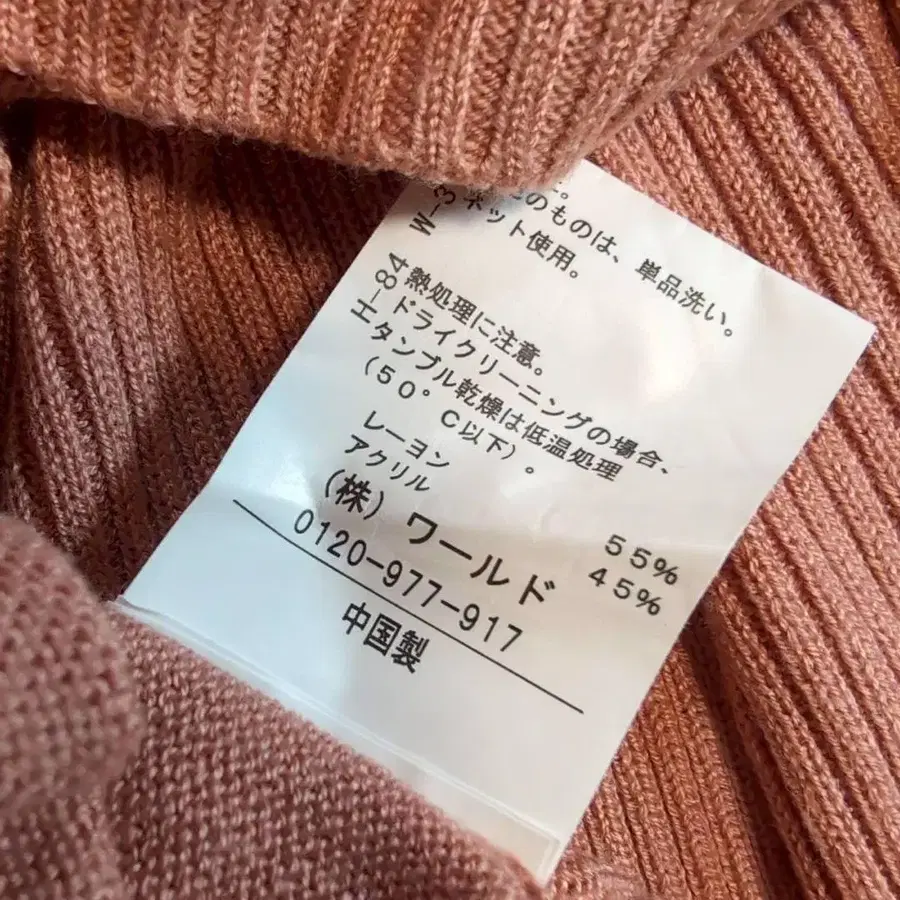 のものは、単品洗い。
ネット使用。
W-3
H-84
熱処理に注意。
ドライクリーニングの場合、
タンブル乾燥は低温処理
(50°C以下)。
レーヨン 55%
アクリル 45%
(株) ワールド
0120-977-917
中国製